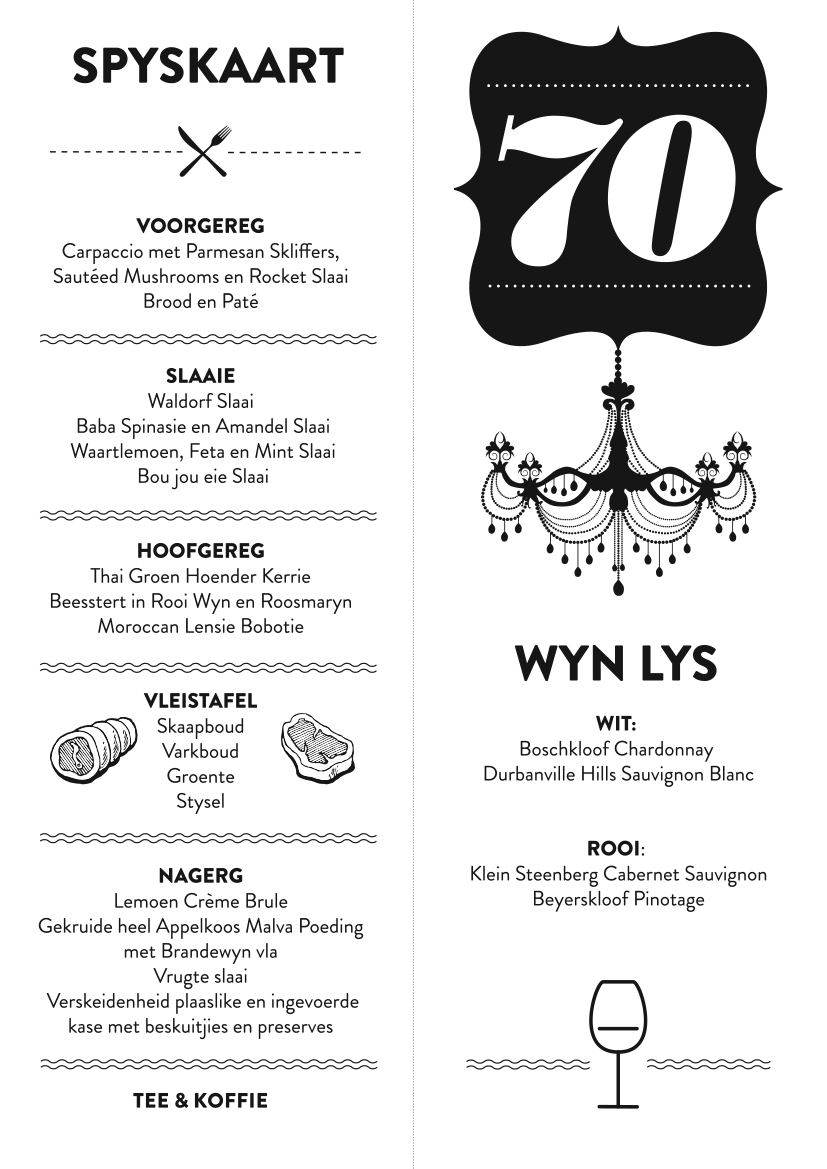 SPYSKAART
VOORGEREG
Carpaccio met Parmesan Skliffers,
Sautéed Mushrooms en Rocket Slaai
Brood en Paté
SLAAIE
Waldorf Slaai
Baba Spinasie en Amandel Slaai
Waartlemoen, Feta en Mint Slaai
Bou jou eie Slaai
HOOFGEREG
Thai Groen Hoender Kerrie
Beesstert in Rooi Wyn en Roosmaryn
Moroccan Lensie Bobotie
VLEISTAFEL
Skaapboud
Varkboud
Groente
Stysel
NAGERG
Lemoen Crème Brule
Gekruide heel Appelkoos Malva Poeding
met Brandewyn vla
Vrugte slaai
Verskeidenheid plaaslike en ingevoerde
kase met beskuitjies en preserves
TEE & KOFFIE
70
WYN LYS
WIT:
Boschkloof Chardonnay
Durbanville Hills Sauvignon Blanc
ROOI:
Klein Steenberg Cabernet Sauvignon
Beyerskloof Pinotage